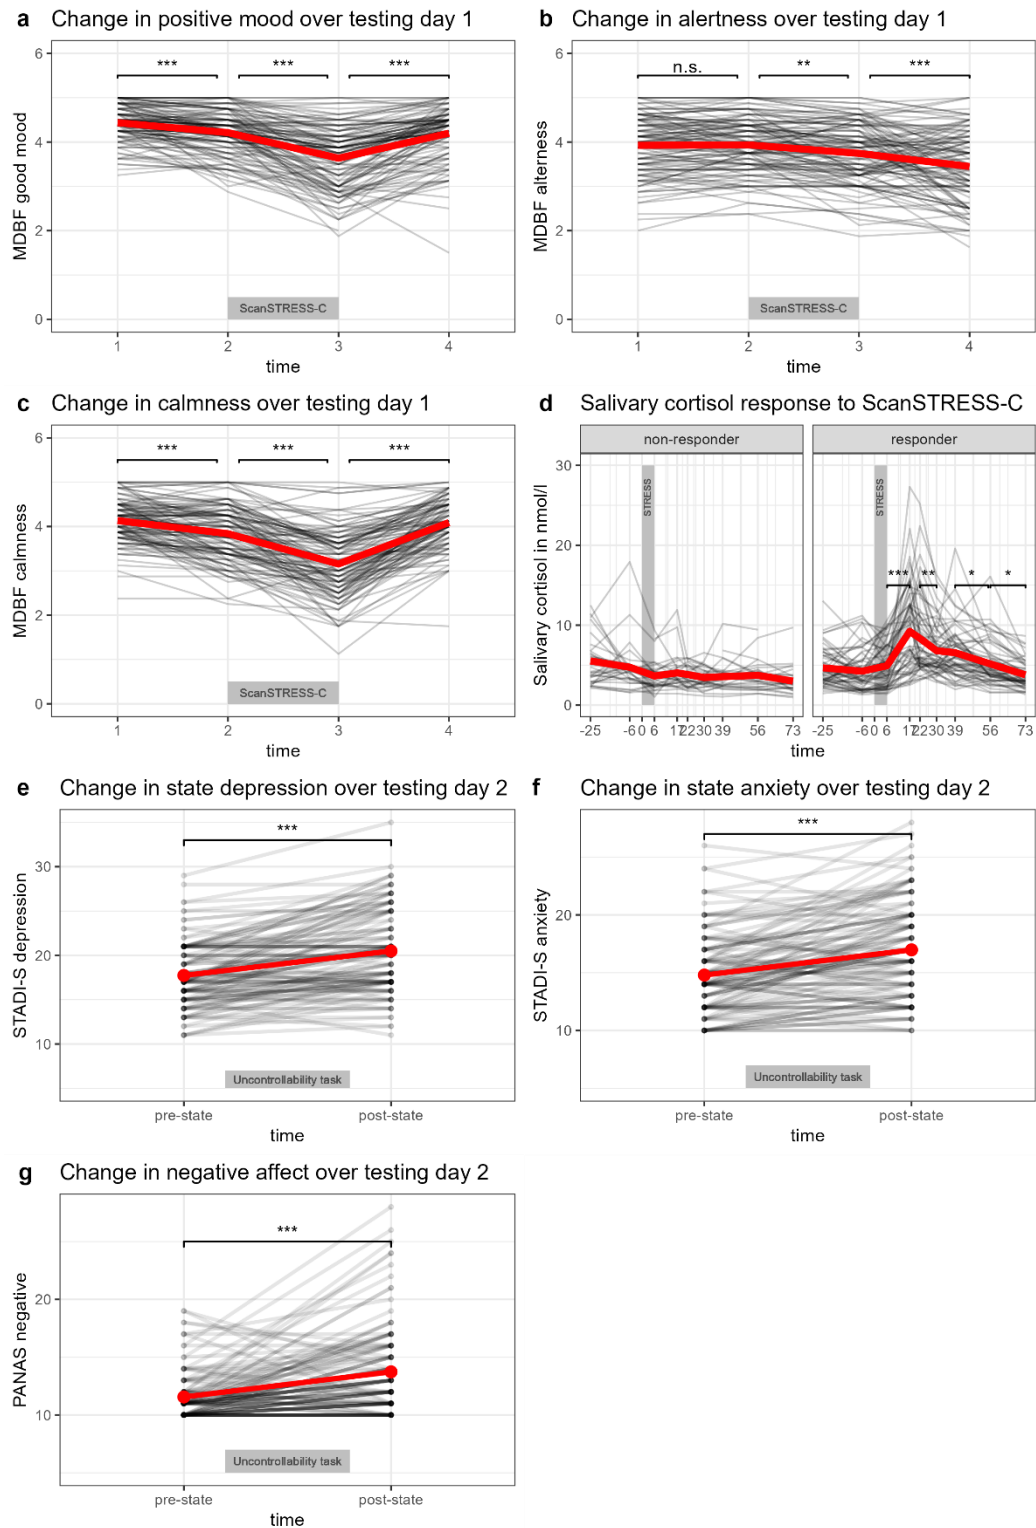 a Change in positive mood over testing day 1
6
4
2
0
MDBF good mood
*** *** ***
ScanSTRESS-C
1 2 3 4
time
b Change in alertness over testing day 1
6
4
2
0
MDBF alterness
n.s. ** ***
ScanSTRESS-C
1 2 3 4
time
c Change in calmness over testing day 1
6
4
2
0
MDBF calmness
*** *** ***
ScanSTRESS-C
1 2 3 4
time
d Salivary cortisol response to ScanSTRESS-C
non-responder responder
30
20
10
0
Salivary cortisol in nmol/l
STRESS STRESS
*** ** * *
-25 -6 0 6 17 22 30 39 56 73 -25 -6 0 6 17 22 30 39 56 73
time
e Change in state depression over testing day 2
30
20
10
STADI-S depression
***
Uncontrollability task
pre-state post-state
time
f Change in state anxiety over testing day 2
20
10
STADI-S anxiety
***
Uncontrollability task
pre-state post-state
time
g Change in negative affect over testing day 2
20
10
PANAS negative
***
Uncontrollability task
pre-state post-state
time